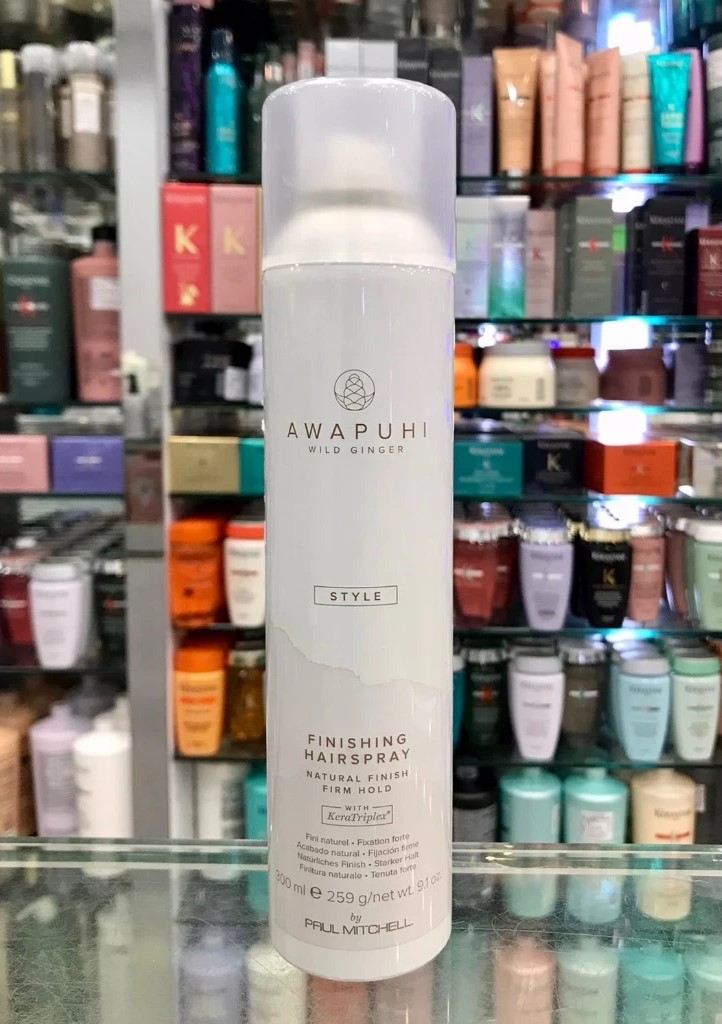 AWAPUHI
WILD GINGER
STYLE
FINISHING
HAIRSPRAY
NATURAL FINISH
FIRM HOLD
WITH
KeraTriplex®
Fini naturel • Fixation forte
Acabado natural • Fijación firme
Natürliches Finish • Starker Halt
Finitura naturale • Tenuta forte
300 ml e 259 g/net wt. 9.1 oz.
by
PAUL MITCHELL.
K
K